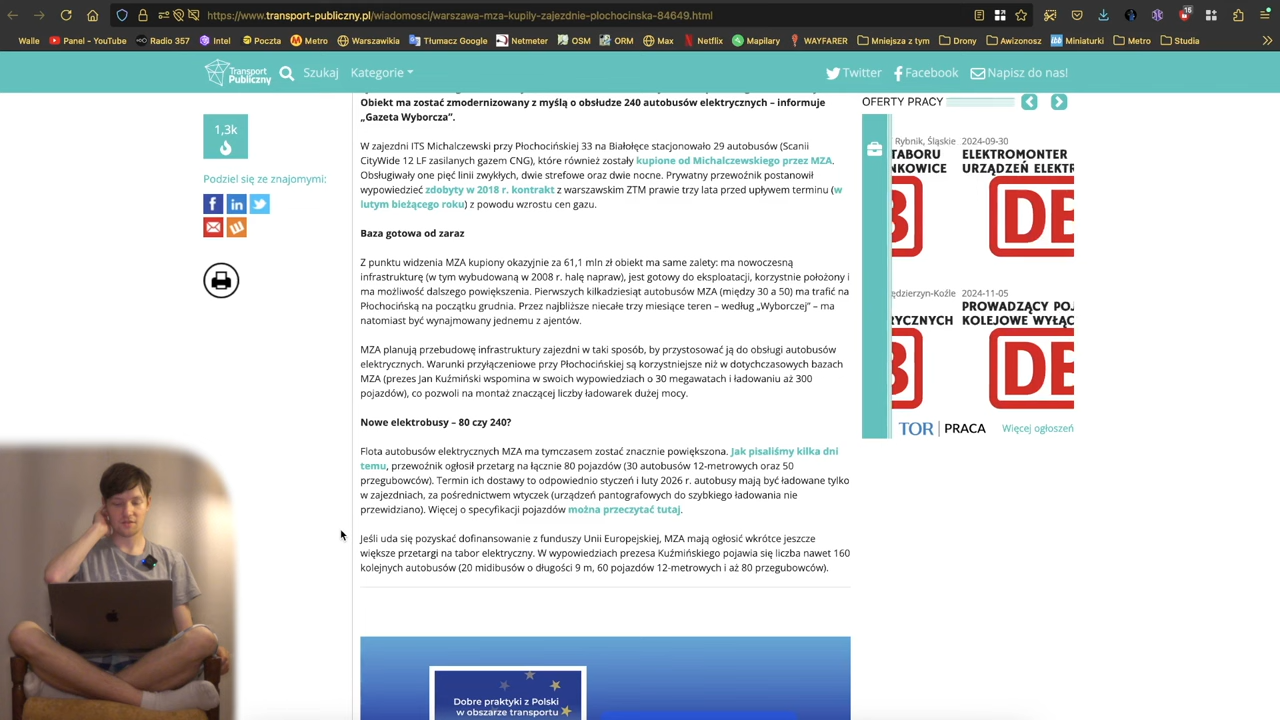 https://www.transport-publiczny.pl/wiadomosci/warszawa-mza-kupily-zajezdnie-plochocinska-84649.html
15
Walle
Panel - YouTube
Radio 357
Intel
Poczta
Metro
Warszawikia
Tłumacz Google
Netmeter
OSM
ORM
Max
Netflix
Mapilary
WAYFARER
Mniejsze z tym
Drony
Awizonosz
ibb Miniaturki
Metro
Studia
Transport Publiczny
Szukaj
Kategorie
Twitter
Facebook
Napisz do nas!
1,3k
Podziel się ze znajomymi:
Obiekt ma zostać zmodernizowany z myślą o obsłudze 240 autobusów elektrycznych – informuje
„Gazeta Wyborcza”.
W zajezdni ITS Michalczewski przy Płochocińskiej 33 na Białołęce stacjonowało 29 autobusów (Scanii
CityWide 12 LF zasilanych gazem CNG), które również zostały kupione od Michalczewskiego przez MZA.
Obsługiwały one pięć linii zwykłych, dwie strefowe oraz dwie nocne. Prywatny przewoźnik postanowił
wypowiedzieć zdobyty w 2018 r. kontrakt z warszawskim ZTM prawie trzy lata przed upływem terminu (w
lutym bieżącego roku) z powodu wzrostu cen gazu.
Baza gotowa od zaraz
Z punktu widzenia MZA kupiony okazyjnie za 61,1 mln zł obiekt ma same zalety: ma nowoczesną
infrastrukturę (w tym wybudowaną w 2008 r. halę napraw), jest gotowy do eksploatacji, korzystnie położony i
ma możliwość dalszego powiększenia. Pierwszych kilkadziesiąt autobusów MZA (między 30 a 50) ma trafić na
Płochocińską na początku grudnia. Przez najbliższe niecałe trzy miesiące teren – według „Wyborczej” – ma
natomiast być wynajmowany jednemu z ajentów.
MZA planują przebudowę infrastruktury zajezdni w taki sposób, by przystosować ją do obsługi autobusów
elektrycznych. Warunki przyłączeniowe przy Płochocińskiej są korzystniejsze niż w dotychczasowych bazach
MZA (prezes Jan Kuźmiński wspomina w swoich wypowiedziach o 30 megawatach i ładowaniu aż 300
pojazdów), co pozwoli na montaż znaczącej liczby ładowarek dużej mocy.
Nowe elektrobusy – 80 czy 240?
Flota autobusów elektrycznych MZA ma tymczasem zostać znacznie powiększona. Jak pisaliśmy kilka dni
temu, przewoźnik ogłosił przetarg na łącznie 80 pojazdów (30 autobusów 12-metrowych oraz 50
przegubowców). Termin ich dostawy to odpowiednio styczeń i luty 2026 r. autobusy mają być ładowane tylko
w zajezdniach, za pośrednictwem wtyczek (urządzeń pantografowych do szybkiego ładowania nie
przewidziano). Więcej o specyfikacji pojazdów można przeczytać tutaj.
Jeśli uda się pozyskać dofinansowanie z funduszy Unii Europejskiej, MZA mają ogłosić wkrótce jeszcze
większe przetargi na tabor elektryczny. W wypowiedziach prezesa Kuźmińskiego pojawia się liczba nawet 160
kolejnych autobusów (20 midibusów o długości 9 m, 60 pojazdów 12-metrowych i aż 80 przegubowców).
Dobre praktyki z Polski
w obszarze transportu
OFERTY PRACY
Rybnik, Śląskie
2024-09-30
TABORU
NKOWICE
ELEKTROMONTER
URZĄDZEŃ ELEKTR
B
DB
ędzierzyn-Koźle
2024-11-05
RYCZNYCH
PROWADZĄCY POJ
KOLEJOWE WYŁĄC
B
DB
TOR | PRACA
Więcej ogłoszeń